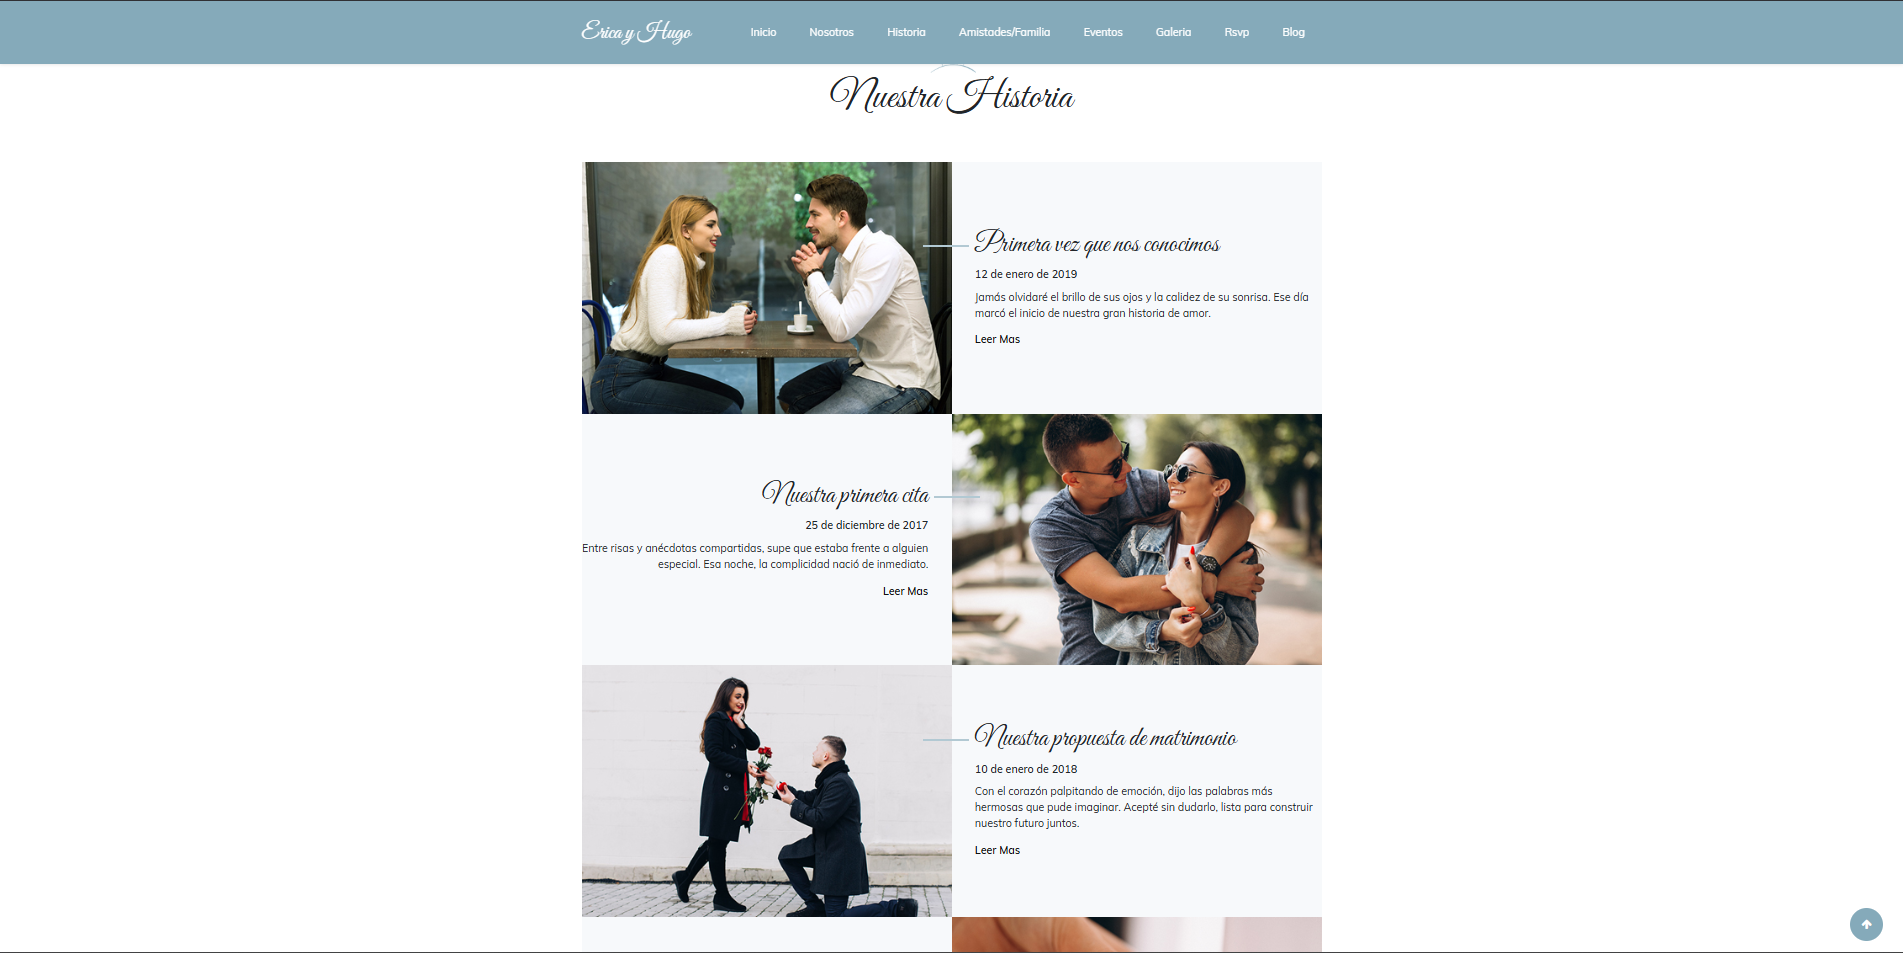 Erica y Hugo
Inicio Nosotros Historia Amistades/Familia Eventos Galeria Rsvp Blog
Nuestra Historia
Primera vez que nos conocimos
12 de enero de 2019
Jamás olvidaré el brillo de sus ojos y la calidez de su sonrisa. Ese día
marcó el inicio de nuestra gran historia de amor.
Leer Mas
Nuestra primera cita
25 de diciembre de 2017
Entre risas y anécdotas compartidas, supe que estaba frente a alguien
especial. Esa noche, la complicidad nació de inmediato.
Leer Mas
Nuestra propuesta de matrimonio
10 de enero de 2018
Con el corazón palpitando de emoción, dijo las palabras más
hermosas que pude imaginar. Acepté sin dudarlo, lista para construir
nuestro futuro juntos.
Leer Mas